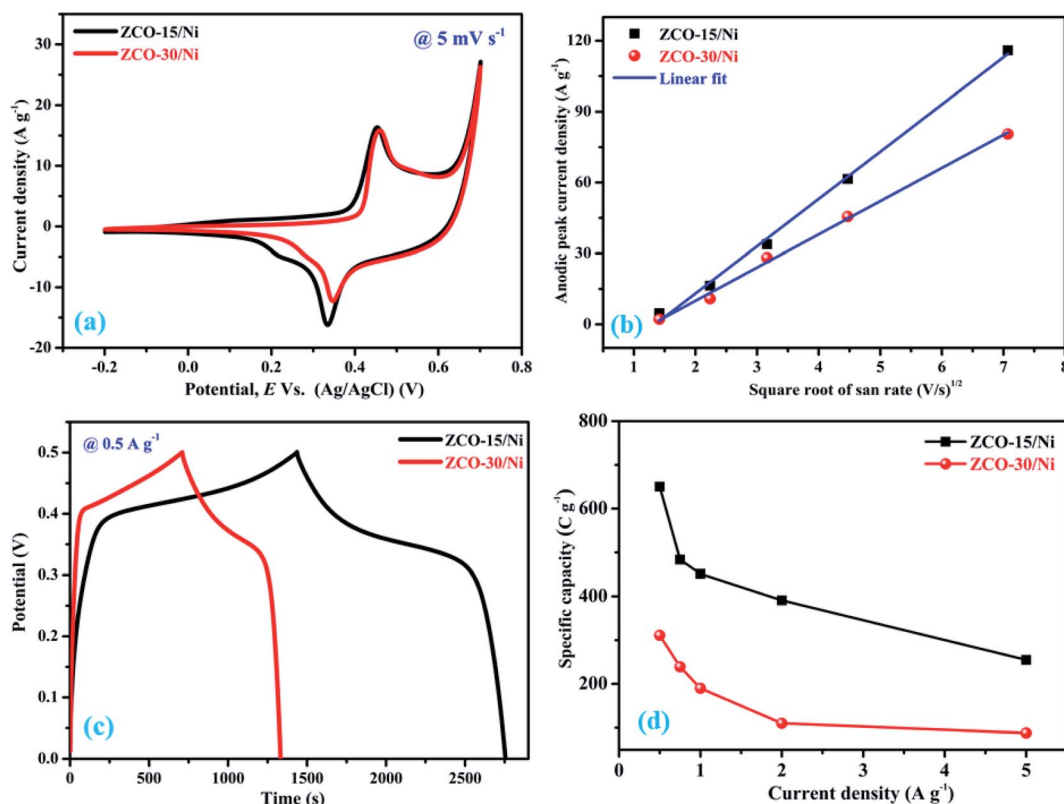 ZCO-15/Ni
ZCO-30/Ni
@ 5 mV s-1
Current density (A g-1)
30
20
10
0
-10
-20
(a)
-0.2
0.0
0.2
0.4
0.6
0.8
Potential, E Vs. (Ag/AgCl) (V)
ZCO-15/Ni
ZCO-30/Ni
Linear fit
Anodic peak current density (A g-1)
120
90
60
30
0
(b)
1
2
3
4
5
6
7
8
Square root of san rate (V/s)1/2
@ 0.5 A g-1
ZCO-15/Ni
ZCO-30/Ni
Potential (V)
0.5
0.4
0.3
0.2
0.1
0.0
(c)
0
500
1000
1500
2000
2500
Time (s)
ZCO-15/Ni
ZCO-30/Ni
Specific capacity (C g-1)
800
600
400
200
(d)
0
1
2
3
4
5
Current density (A g-1)